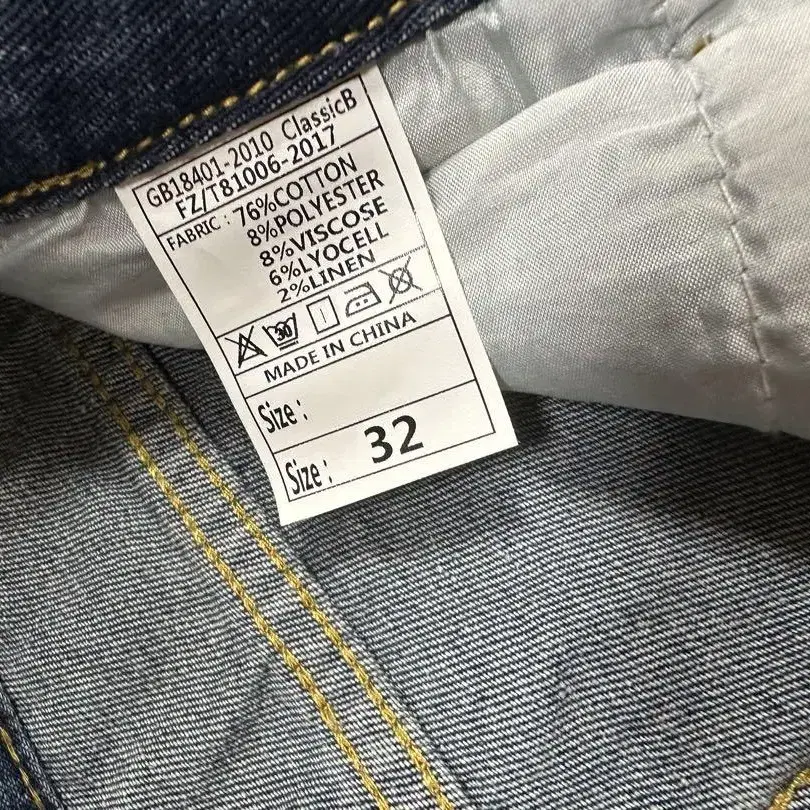 GB18401-2010 ClassicB
FZ/T81006-2017
FABRIC : 76%COTTON
8%POLYESTER
8%VISCOSE
6%LYOCELL
2%LINEN
30
MADE IN CHINA
Size :
Size : 32